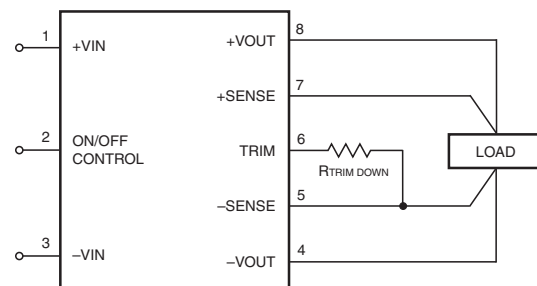 1 +VIN
2 ON/OFF
CONTROL
3 –VIN
+VOUT 8
+SENSE 7
TRIM 6
RTRIM DOWN
–SENSE 5
–VOUT 4
LOAD